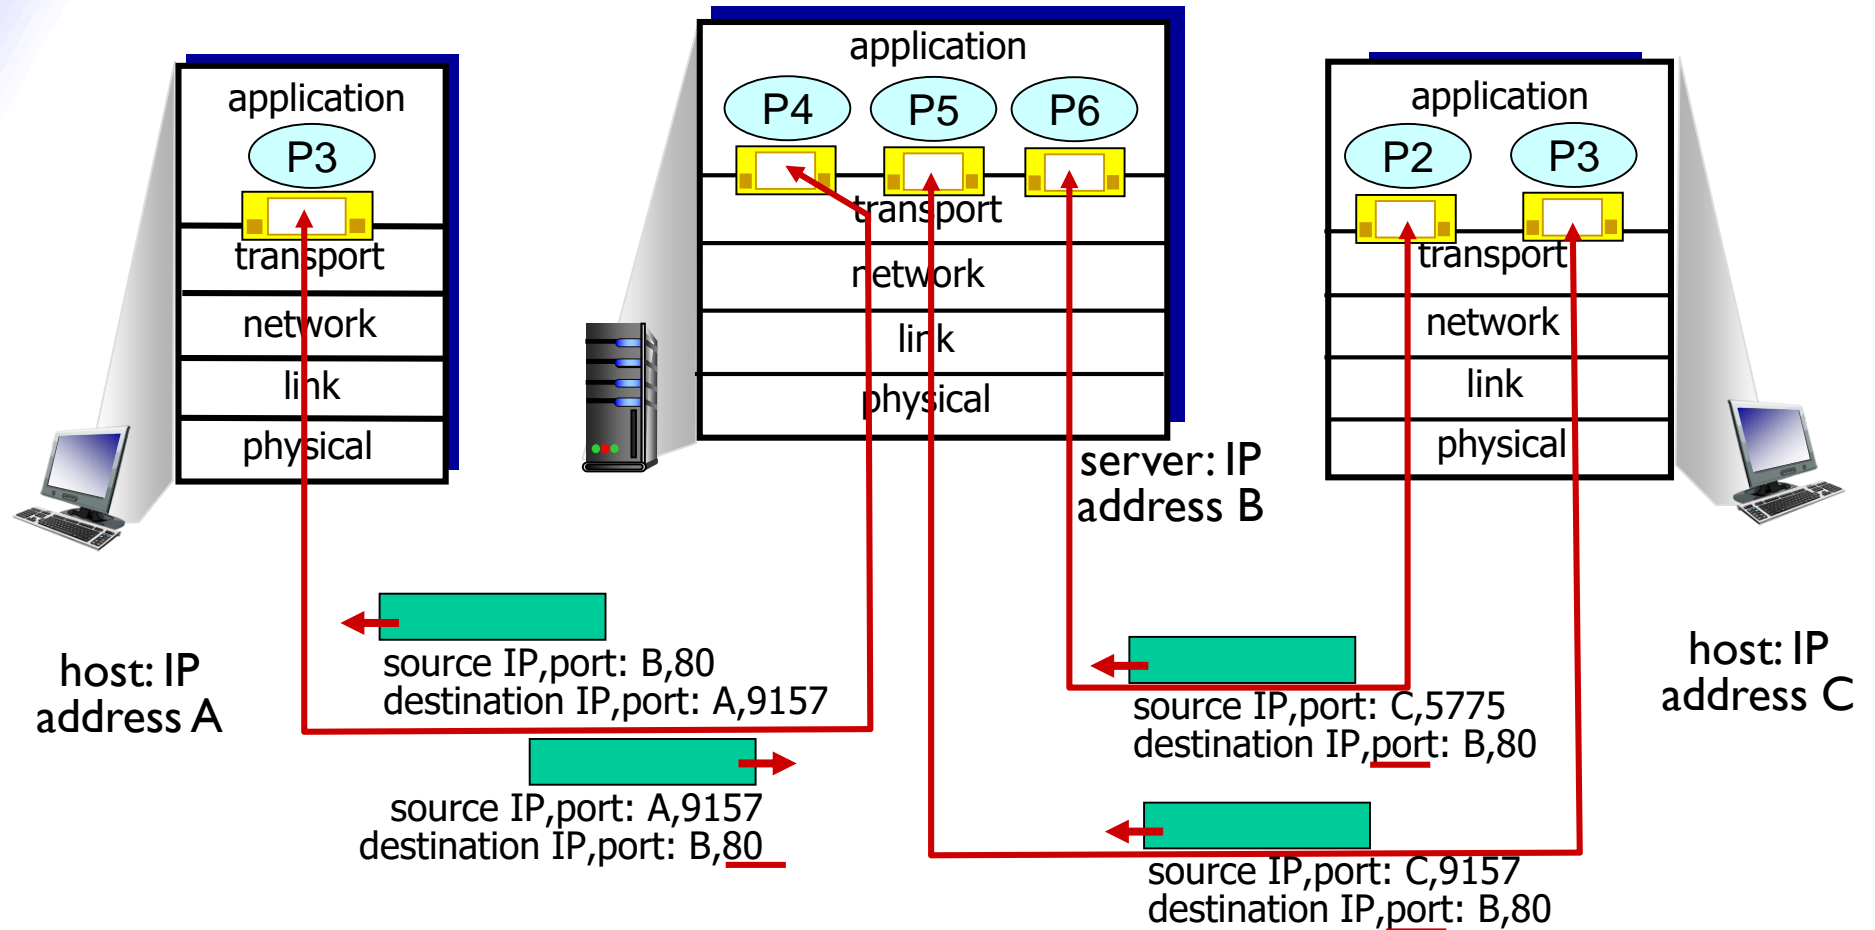 application
P3
transport
network
link
physical
host: IP
address A
application
P4
P5
P6
transport
network
link
physical
server: IP
address B
application
P2
P3
transport
network
link
physical
host: IP
address C
source IP,port: B,80
destination IP,port: A,9157
source IP,port: A,9157
destination IP,port: B,80
source IP,port: C,5775
destination IP,port: B,80
source IP,port: C,9157
destination IP,port: B,80